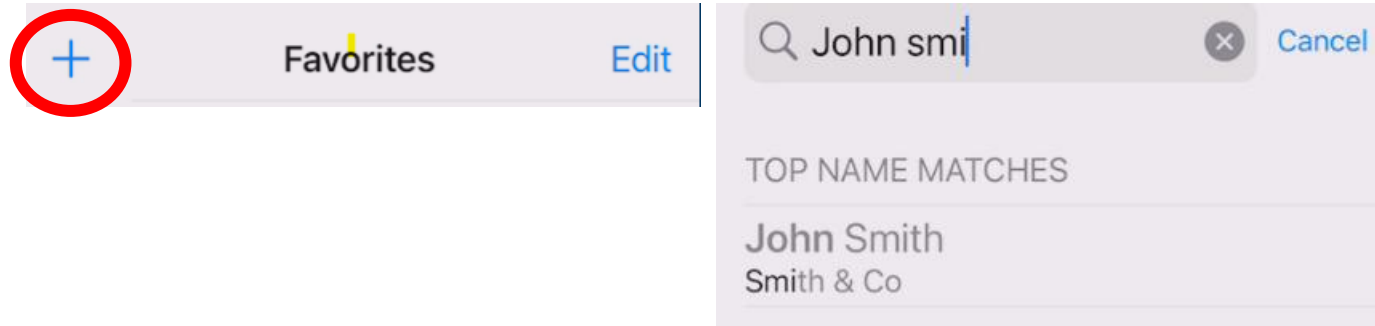 Favorites
Edit
John smi
Cancel
TOP NAME MATCHES
John Smith
Smith & Co